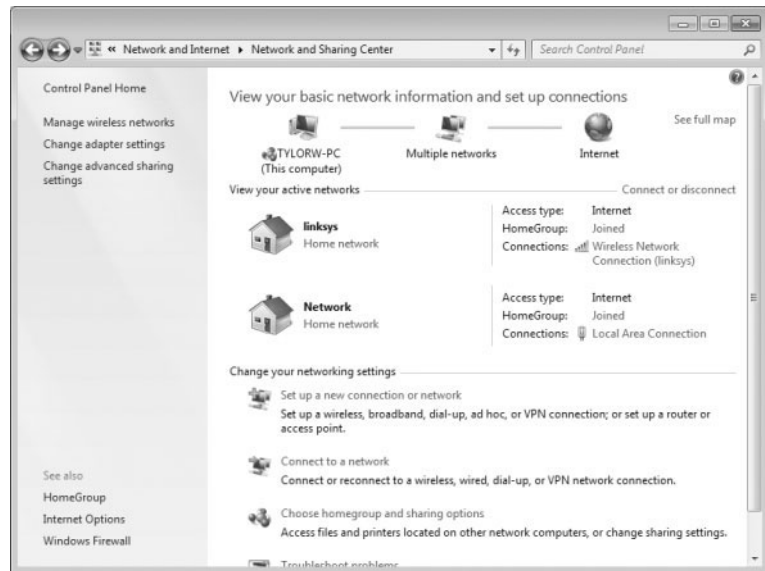 « Network and Internet ▸ Network and Sharing Center
Search Control Panel
Control Panel Home
Manage wireless networks
Change adapter settings
Change advanced sharing
settings
See also
HomeGroup
Internet Options
Windows Firewall
View your basic network information and set up connections
See full map
TYLORW-PC
(This computer)
Multiple networks
Internet
View your active networks
Connect or disconnect
linksys
Home network
Access type: Internet
HomeGroup: Joined
Connections: Wireless Network
Connection (linksys)
Network
Home network
Access type: Internet
HomeGroup: Joined
Connections: Local Area Connection
Change your networking settings
Set up a new connection or network
Set up a wireless, broadband, dial-up, ad hoc, or VPN connection; or set up a router or
access point.
Connect to a network
Connect or reconnect to a wireless, wired, dial-up, or VPN network connection.
Choose homegroup and sharing options
Access files and printers located on other network computers, or change sharing settings.
Troubleshoot problems